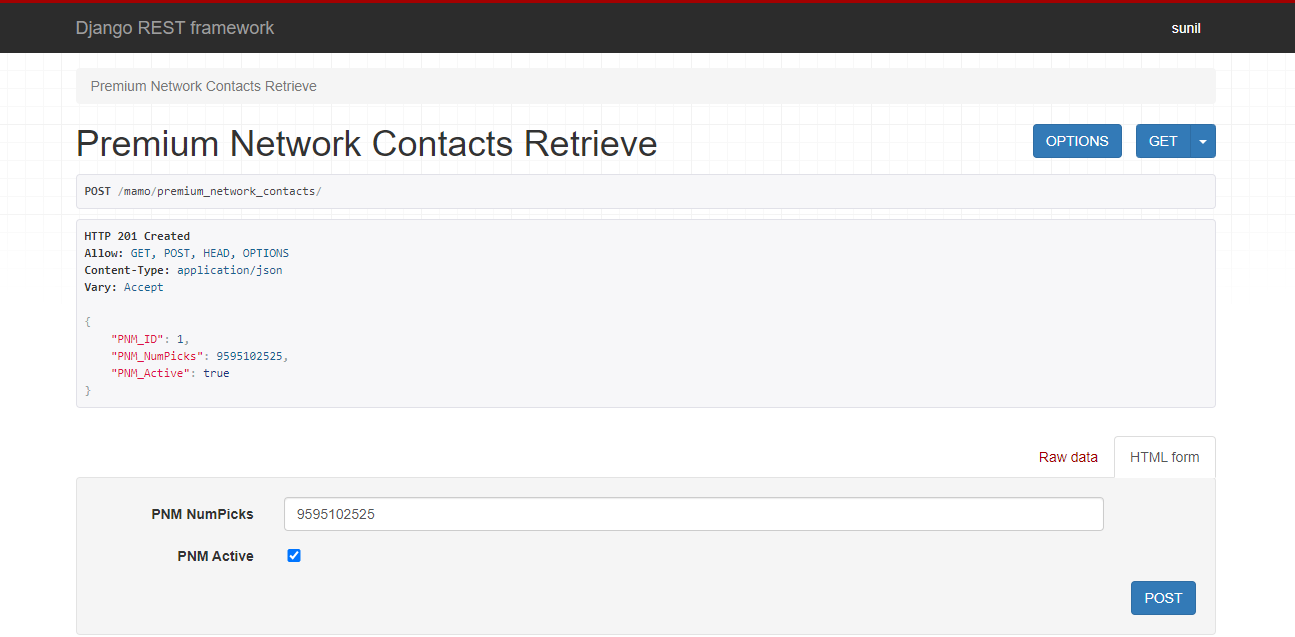 Django REST framework
sunil
Premium Network Contacts Retrieve
Premium Network Contacts Retrieve
OPTIONS
GET
POST /mamo/premium_network_contacts/
HTTP 201 Created
Allow: GET, POST, HEAD, OPTIONS
Content-Type: application/json
Vary: Accept
{
    "PNM_ID": 1,
    "PNM_NumPicks": 9595102525,
    "PNM_Active": true
}
Raw data
HTML form
PNM NumPicks
9595102525
PNM Active
POST